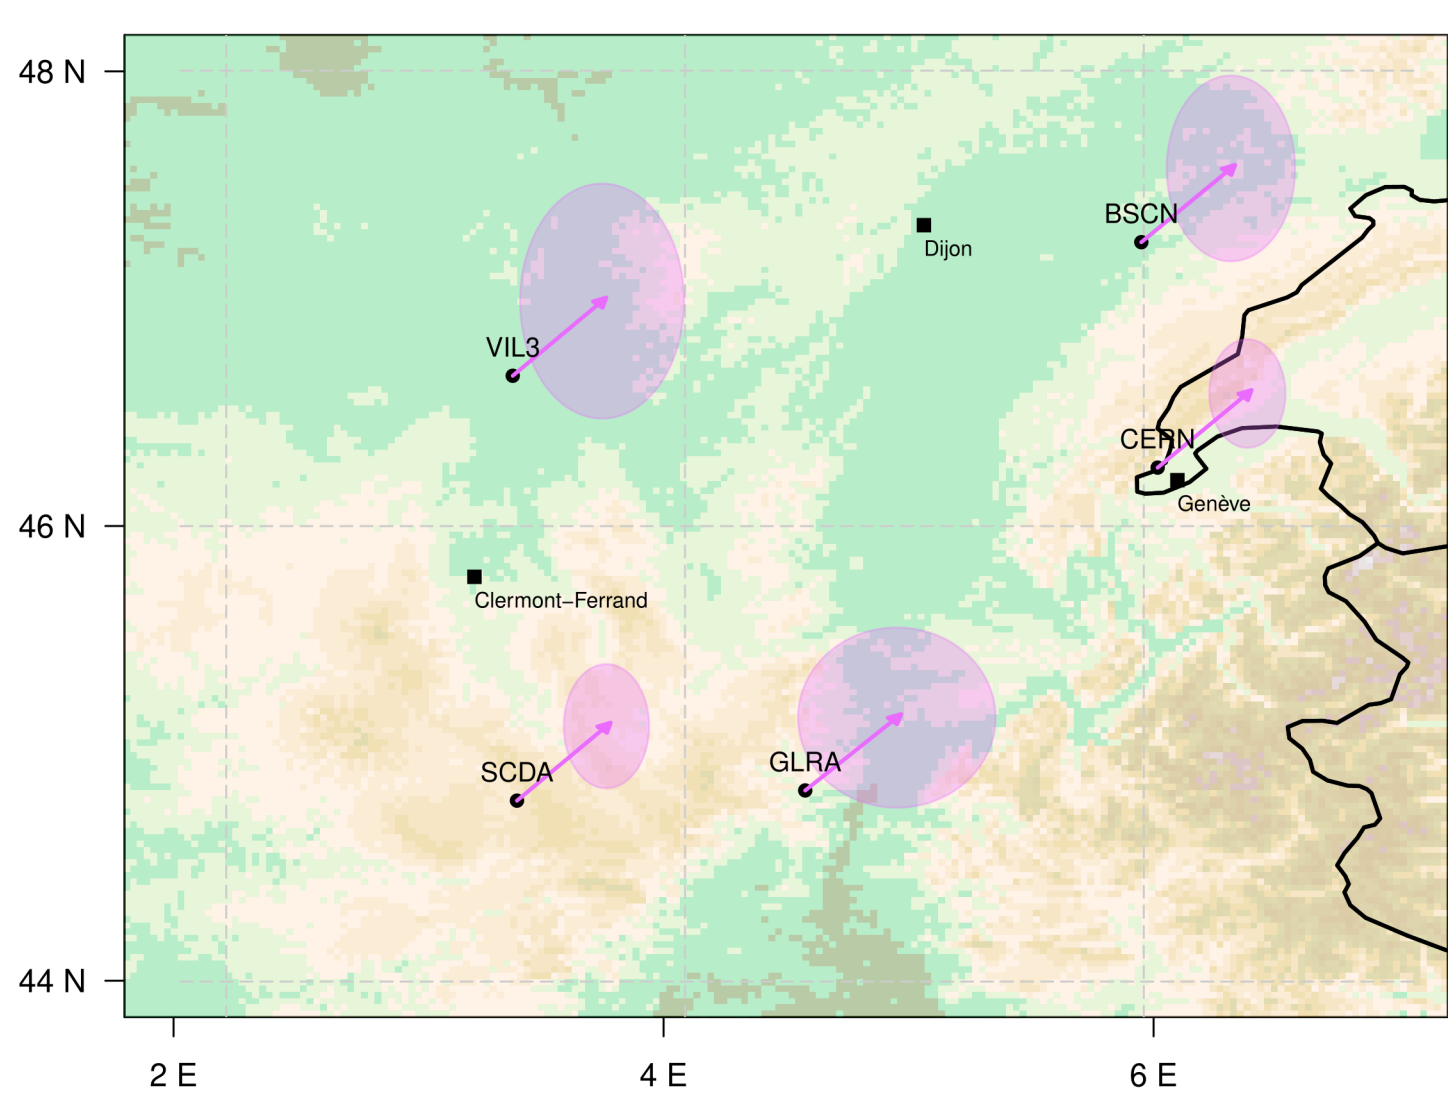 48 N
BSCN
Dijon
VIL3
CERN
Genève
46 N
Clermont−Ferrand
GLRA
SCDA
44 N
2 E
4 E
6 E